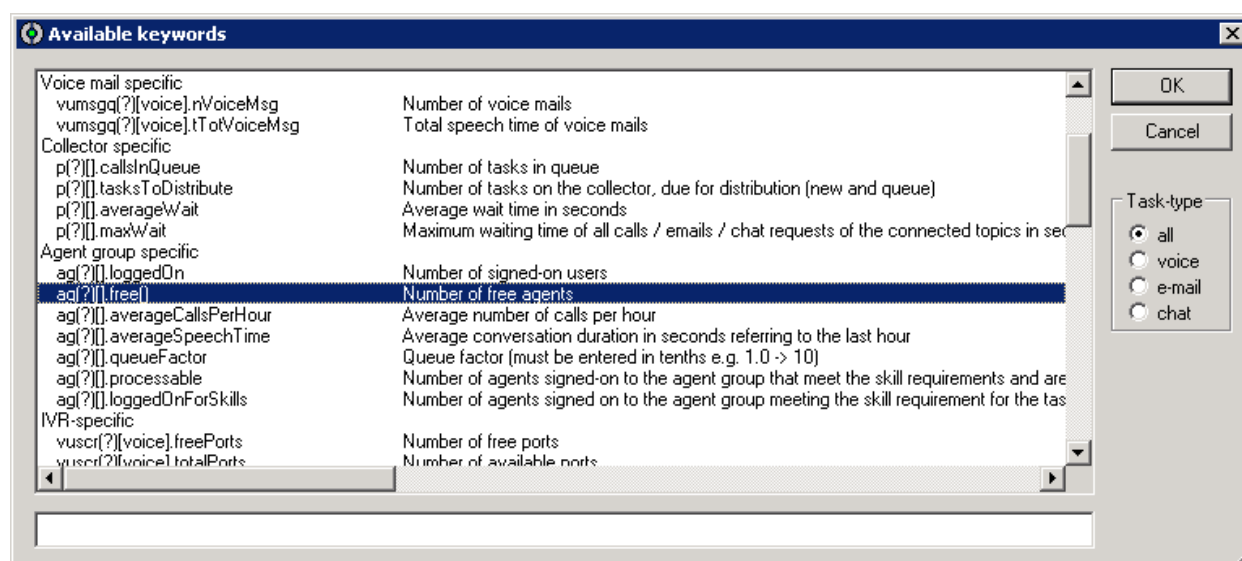 Available keywords
Voice mail specific
vumsgq(?)[voice].nVoiceMsg Number of voice mails
vumsgq(?)[voice].tTotVoiceMsg Total speech time of voice mails
Collector specific
p(?)[].callsInQueue Number of tasks in queue
p(?)[].tasksToDistribute Number of tasks on the collector, due for distribution (new and queue)
p(?)[].averageWait Average wait time in seconds
p(?)[].maxWait Maximum waiting time of all calls / emails / chat requests of the connected topics in sec
Agent group specific
ag(?)[].loggedOn Number of signed-on users
ag(?)[].free() Number of free agents
ag(?)[].averageCallsPerHour Average number of calls per hour
ag(?)[].averageSpeechTime Average conversation duration in seconds referring to the last hour
ag(?)[].queueFactor Queue factor (must be entered in tenths e.g. 1.0 -> 10)
ag(?)[].processable Number of agents signed-on to the agent group that meet the skill requirements and are
ag(?)[].loggedOnForSkills Number of agents signed on to the agent group meeting the skill requirement for the tas
IVR-specific
vuscr(?)[voice].freePorts Number of free ports
vuscr(?)[voice].totalPorts Number of available ports
OK
Cancel
Task-type
all
voice
e-mail
chat